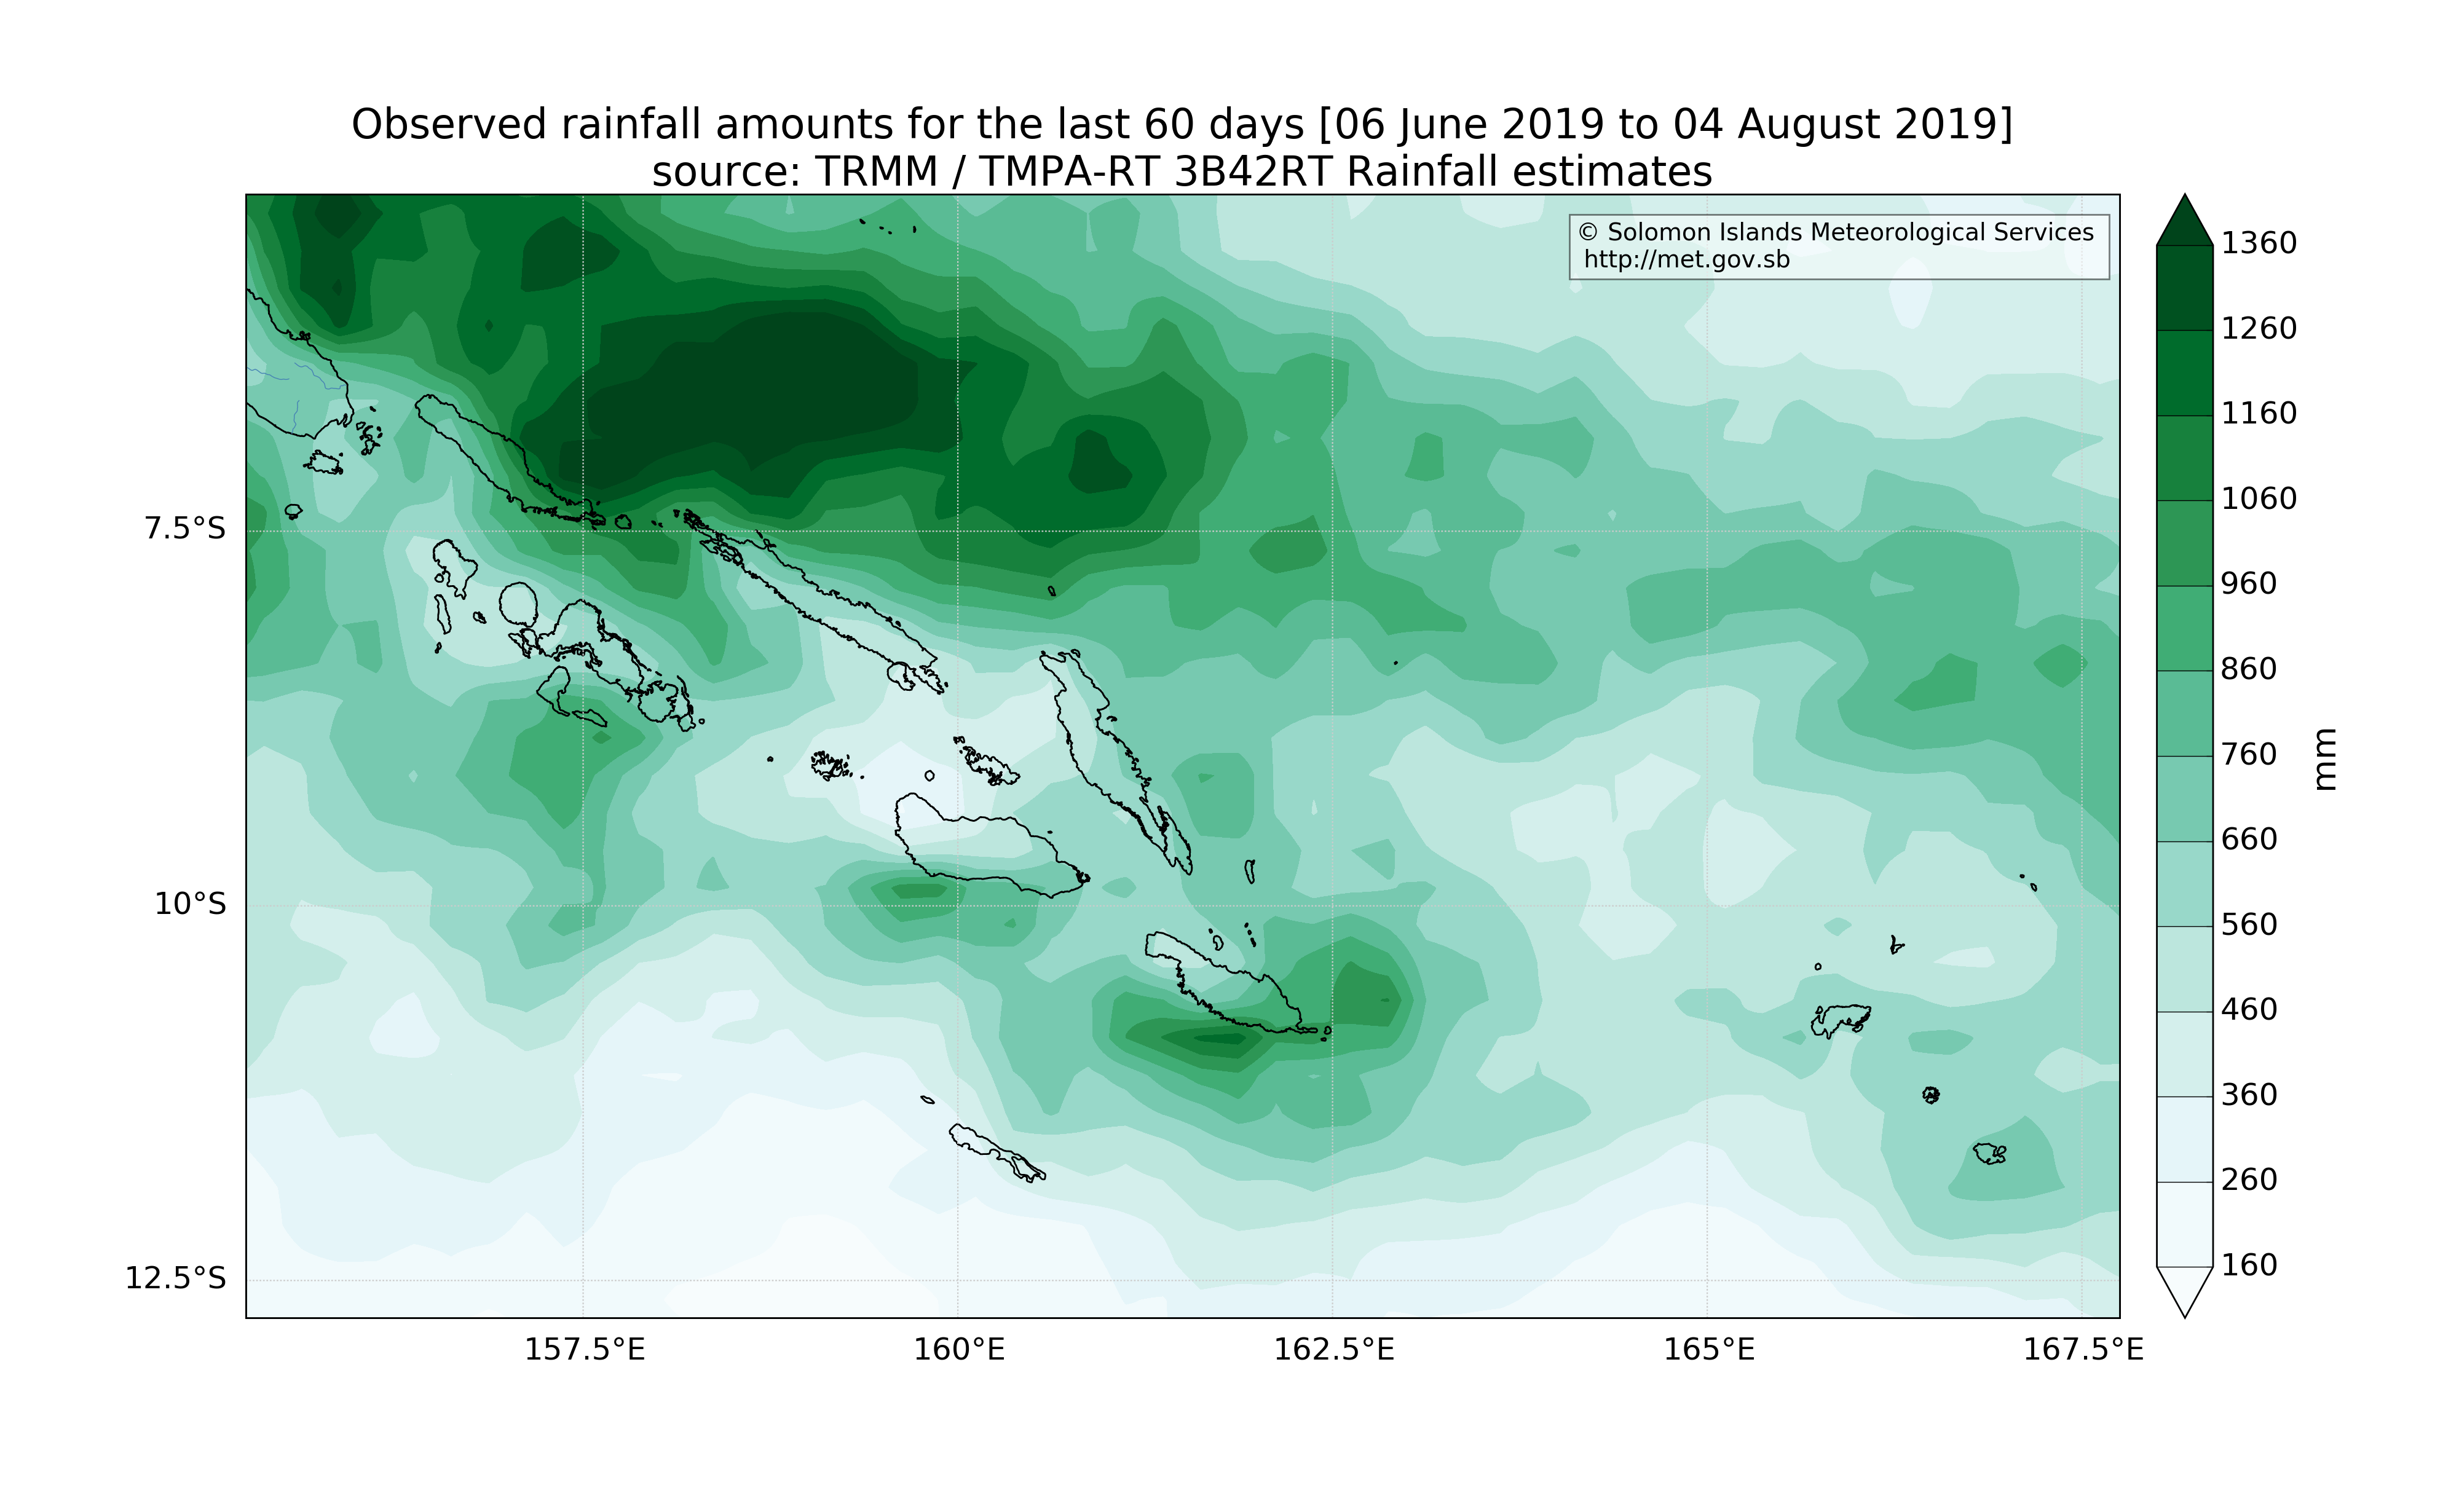 Observed rainfall amounts for the last 60 days [06 June 2019 to 04 August 2019]
source: TRMM / TMPA-RT 3B42RT Rainfall estimates
© Solomon Islands Meteorological Services
http://met.gov.sb
7.5°S
10°S
12.5°S
157.5°E
160°E
162.5°E
165°E
167.5°E
1360
1260
1160
1060
960
860
760
660
560
460
360
260
160
mm